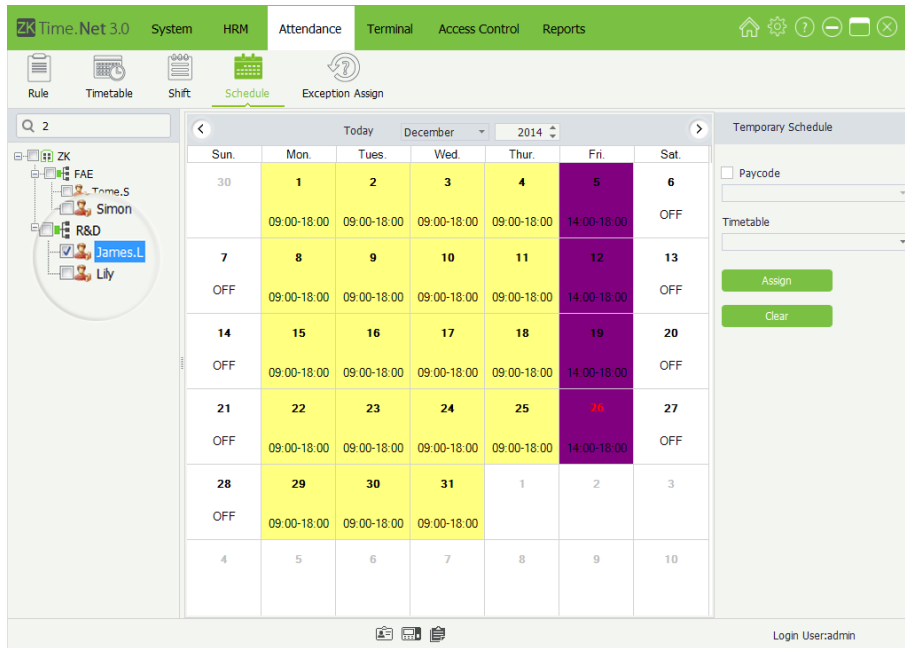 ZK Time.Net 3.0 System HRM Attendance Terminal Access Control Reports
Rule Timetable Shift Schedule Exception Assign
2
ZK
FAE
Tome.S
Simon
R&D
James.L
Lily
Today December 2014
Sun. Mon. Tues. Wed. Thur. Fri. Sat.
30 1 2 3 4 5 6
09:00-18:00 09:00-18:00 09:00-18:00 09:00-18:00 14:00-18:00 OFF
7 8 9 10 11 12 13
OFF 09:00-18:00 09:00-18:00 09:00-18:00 09:00-18:00 14:00-18:00 OFF
14 15 16 17 18 19 20
OFF 09:00-18:00 09:00-18:00 09:00-18:00 09:00-18:00 14:00-18:00 OFF
21 22 23 24 25 26 27
OFF 09:00-18:00 09:00-18:00 09:00-18:00 09:00-18:00 14:00-18:00 OFF
28 29 30 31 1 2 3
OFF 09:00-18:00 09:00-18:00 09:00-18:00
4 5 6 7 8 9 10
Temporary Schedule
Paycode
Timetable
Assign
Clear
Login User:admin